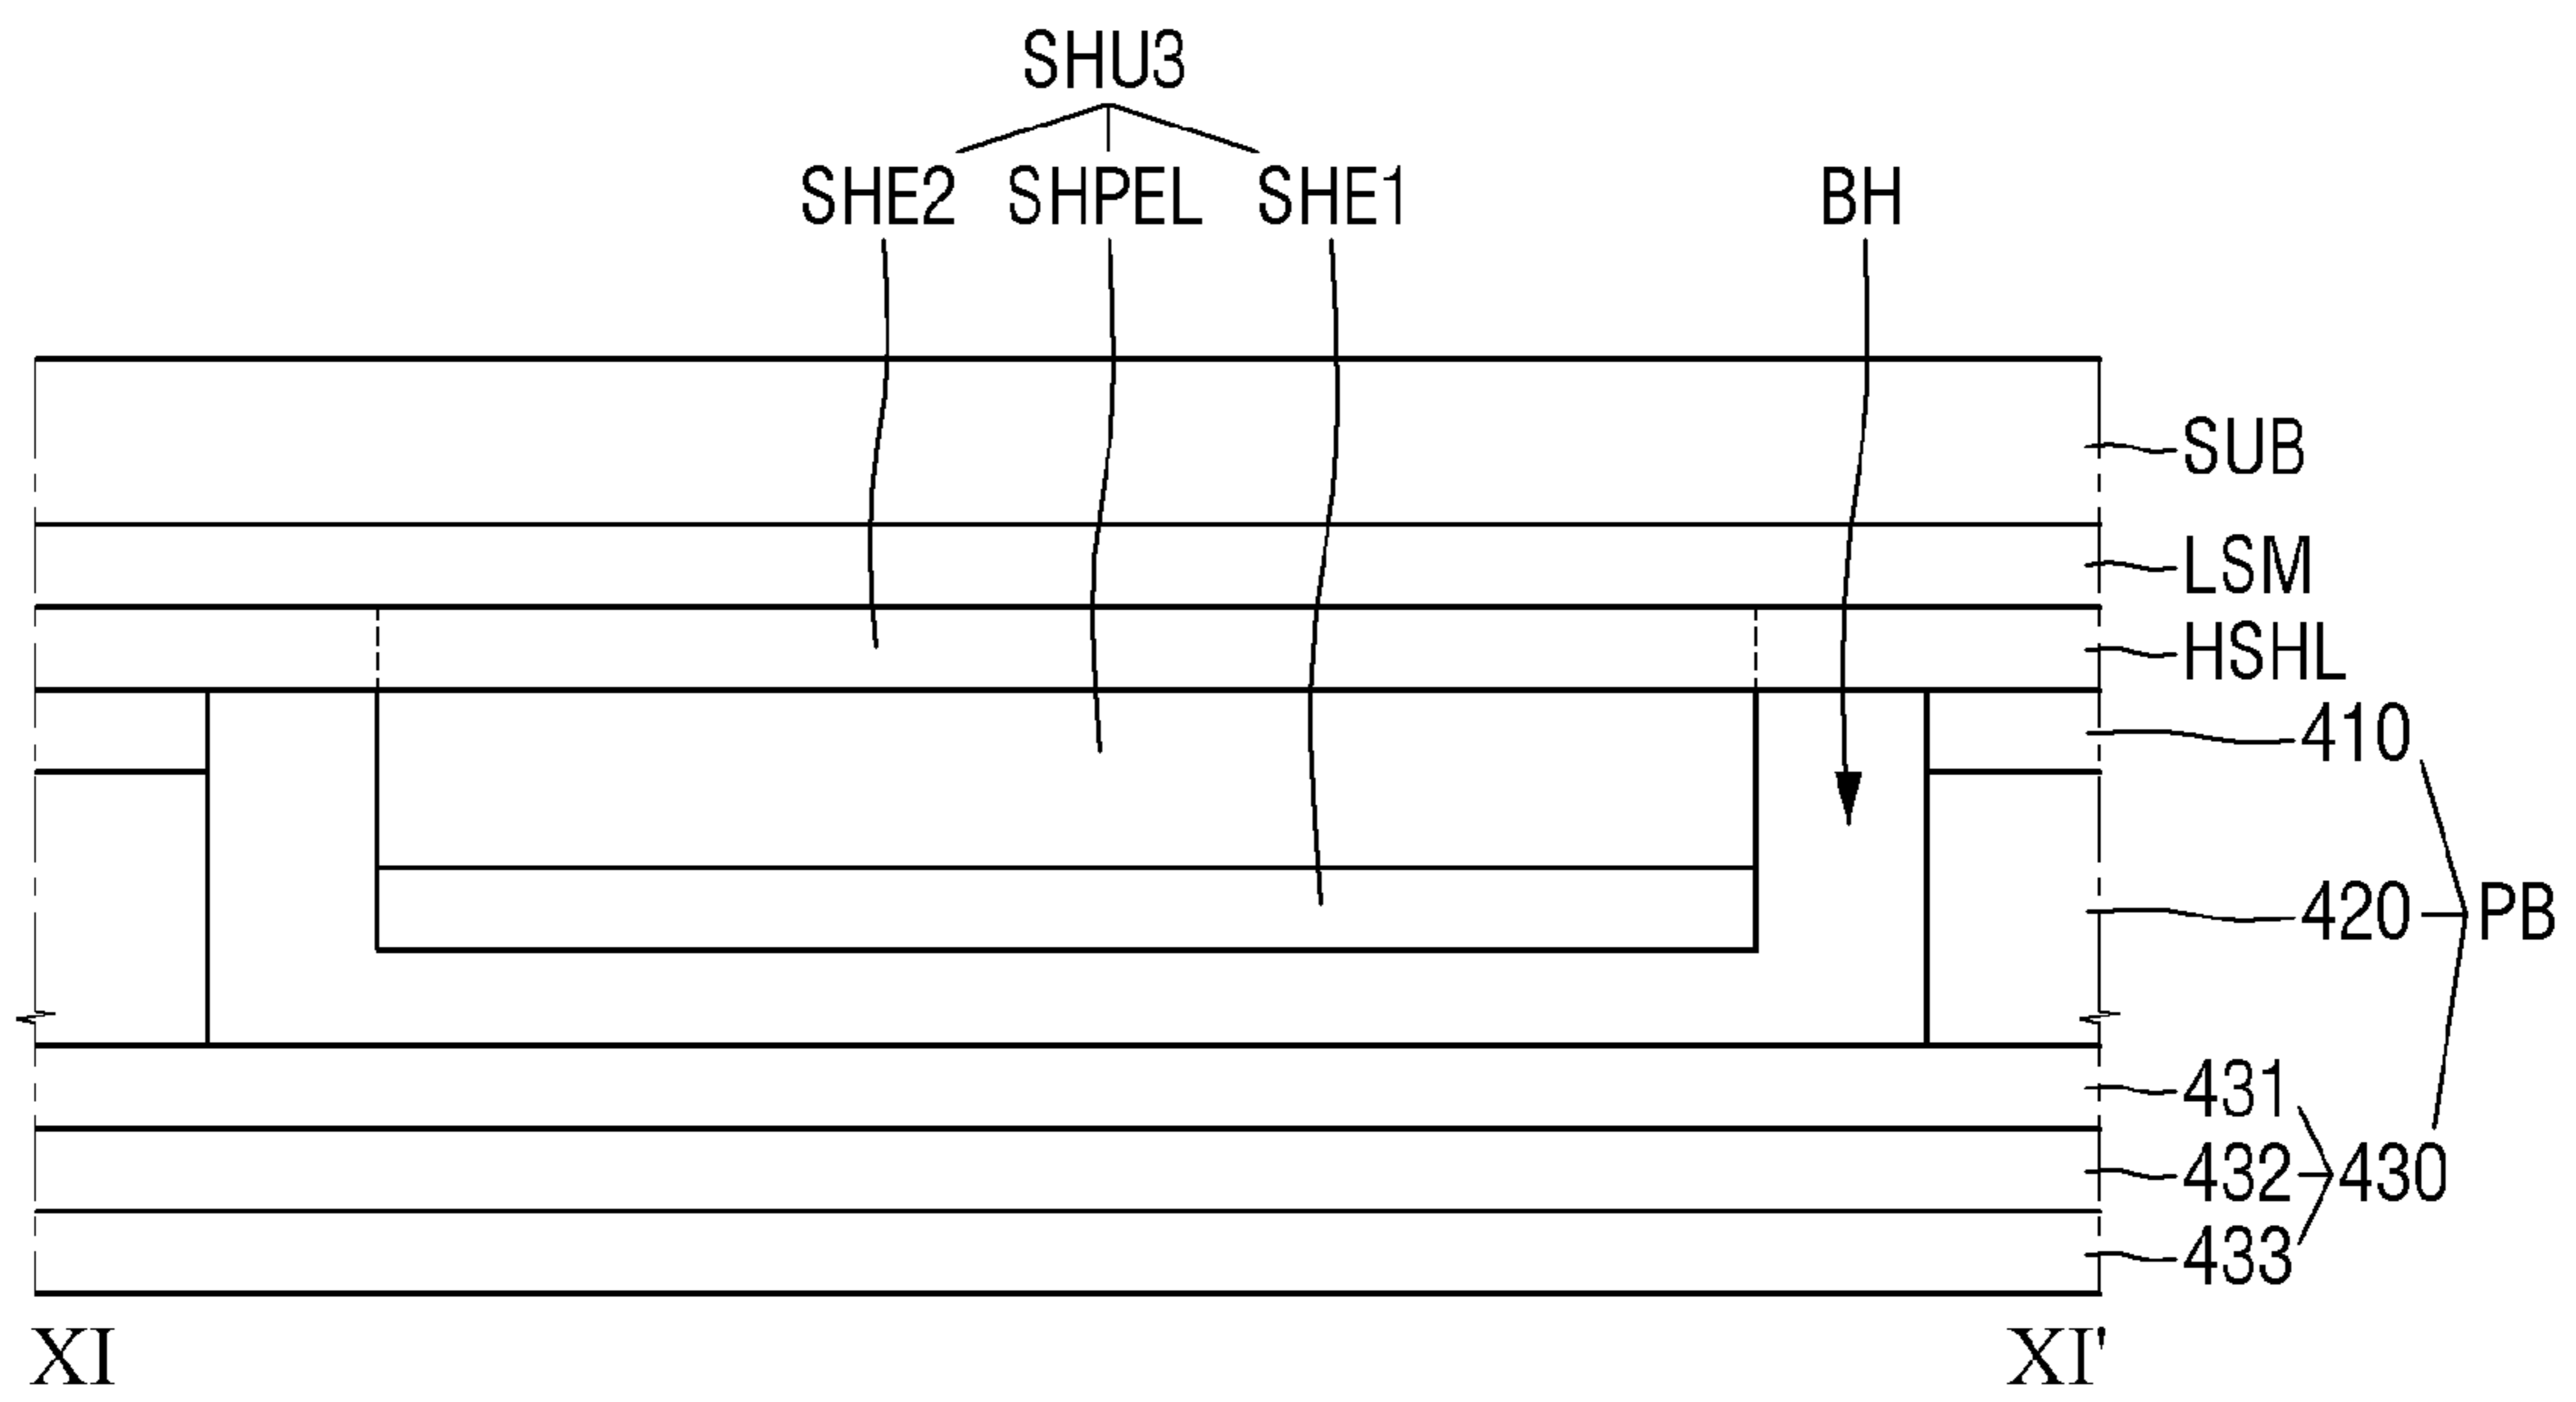 SHU3
SHE2 SHPEL SHE1 BH
SUB
LSM
HSHL
410
420 PB
431
432 430
433
XI XI'